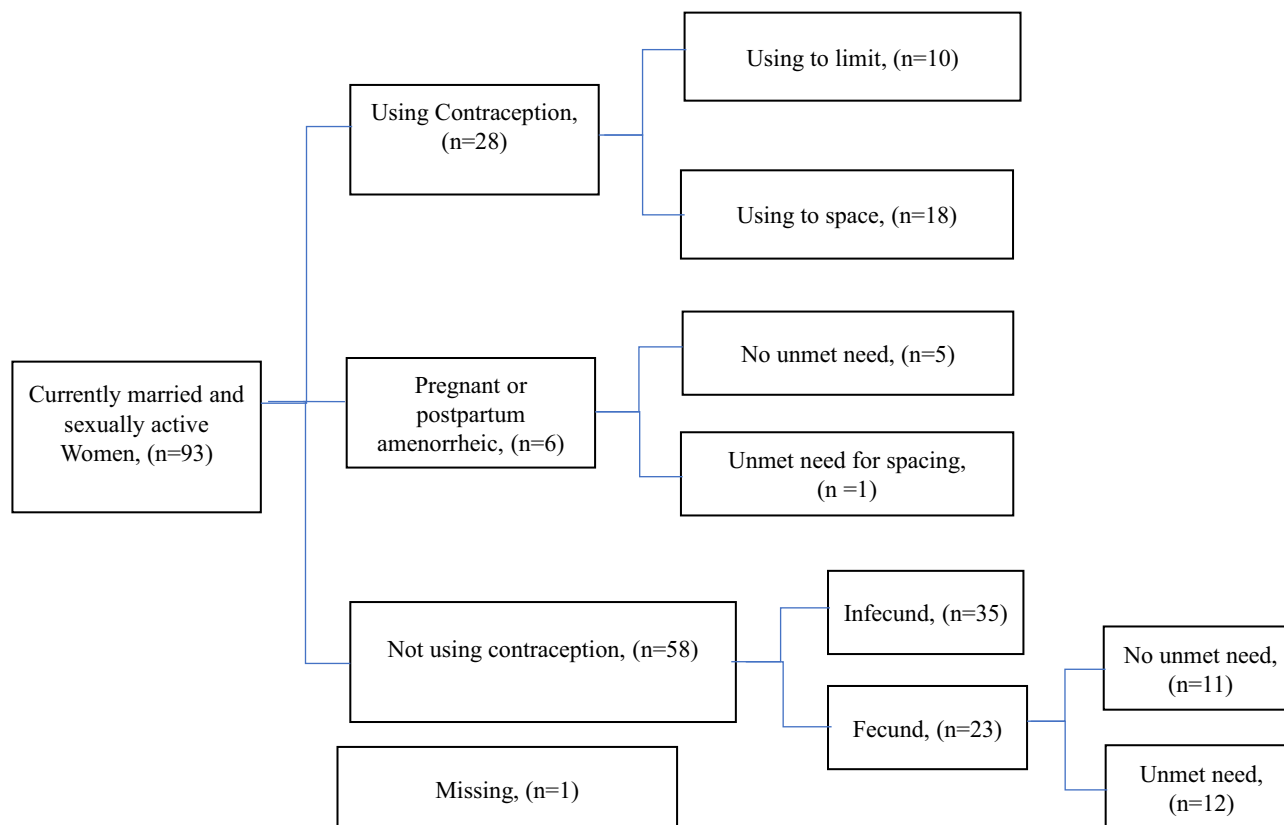 Using to limit, (n=10)
Using Contraception,
(n=28)
Using to space, (n=18)
Currently married and
sexually active
Women, (n=93)
Pregnant or
postpartum
amenorrheic, (n=6)
No unmet need, (n=5)
Unmet need for spacing,
(n =1)
Not using contraception, (n=58)
Infecund, (n=35)
Fecund, (n=23)
No unmet need,
(n=11)
Unmet need,
(n=12)
Missing, (n=1)